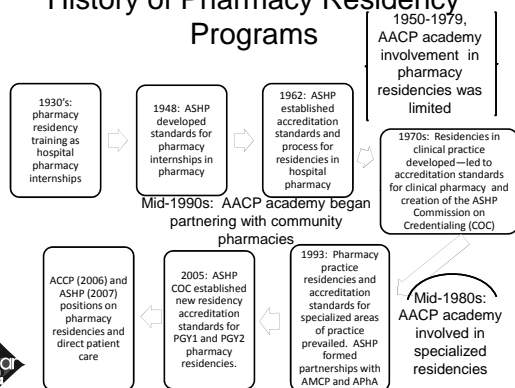 History of Pharmacy Residency
Programs
1950-1979,
AACP academy
involvement in
pharmacy
residencies was
limited
1930's:
pharmacy
residency
training as
hospital
pharmacy
internships
1948: ASHP
developed
standards for
pharmacy
internships in
pharmacy
1962: ASHP
established
accreditation
standards and
process for
residencies in
hospital
pharmacy
1970s: Residencies in
clinical practice
developed—led to
accreditation standards
for clinical pharmacy and
creation of the ASHP
Commission on
Credentialing (COC)
Mid-1990s: AACP academy began
partnering with community
pharmacies
Mid-1980s:
AACP academy
involved in
specialized
residencies
1993: Pharmacy
practice
residencies and
accreditation
standards for
specialized areas
of practice
prevailed. ASHP
formed
partnerships with
AMCP and APhA
2005: ASHP
COC established
new residency
accreditation
standards for
PGY1 and PGY2
pharmacy
residencies.
ACCP (2006) and
ASHP (2007)
positions on
pharmacy
residencies and
direct patient
care